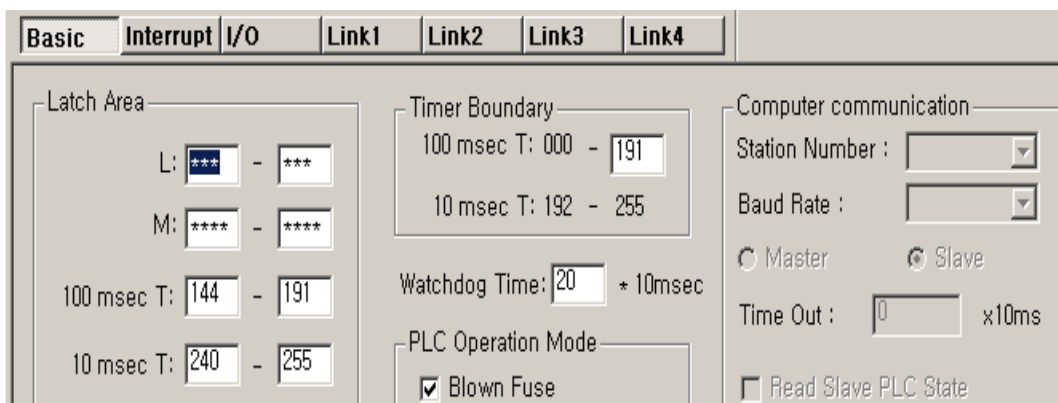 Basic Interrupt I/O Link1 Link2 Link3 Link4
Latch Area
L: *** - ***
M: **** - ****
100 msec T: 144 - 191
10 msec T: 240 - 255
Timer Boundary
100 msec T: 000 - 191
10 msec T: 192 - 255
Watchdog Time: 20 * 10msec
PLC Operation Mode
Blown Fuse
Computer communication
Station Number :
Baud Rate :
Master Slave
Time Out : 0 x10ms
Read Slave PLC State